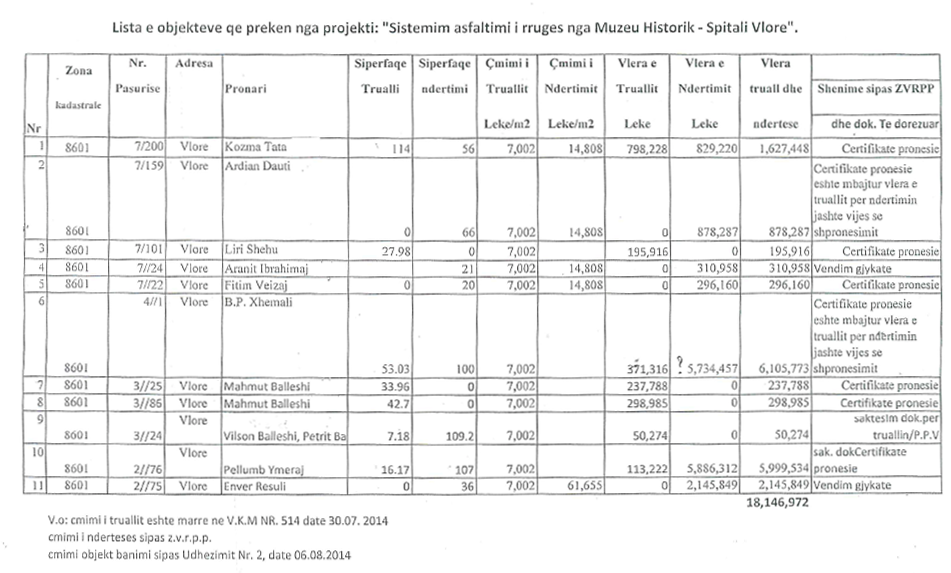 Lista e objekteve qe preken nga projekti: "Sistemim asfaltimi i rruges nga Muzeu Historik - Spitali Vlore".
Nr | Zona kadastrale | Nr. Pasurise | Adresa | Pronari | Siperfaqe Trualli | Siperfaqe ndertimi | Çmimi i Truallit Leke/m2 | Çmimi i Ndertimit Leke/m2 | Vlera e Truallit Leke | Vlera e Ndertimit Leke | Vlera truall dhe ndertese | Shenime sipas ZVRPP dhe dok. Te dorezuar
1 | 8601 | 7/200 | Vlore | Kozma Tata | 114 | 56 | 7,002 | 14,808 | 798,228 | 829,220 | 1,627,448 | Certifikate pronesie
2 | 8601 | 7/159 | Vlore | Ardian Dauti | 0 | 66 | 7,002 | 14,808 | 0 | 878,287 | 878,287 | Certifikate pronesie eshte mbajtur vlera e truallit per ndertimin jashte vijes se shpronesimit
3 | 8601 | 7/101 | Vlore | Liri Shehu | 27.98 | 0 | 7,002 | | 195,916 | 0 | 195,916 | Certifikate pronesie
4 | 8601 | 7//24 | Vlore | Aranit Ibrahimaj | | 21 | 7,002 | 14,808 | 0 | 310,958 | 310,958 | Vendim gjykate
5 | 8601 | 7//22 | Vlore | Fitim Veizaj | 0 | 20 | 7,002 | 14,808 | 0 | 296,160 | 296,160 | Certifikate pronesie
6 | 8601 | 4//1 | Vlore | B.P. Xhemali | 53.03 | 100 | 7,002 | | 371,316 | ? 5,734,457 | 6,105,773 | Certifikate pronesie eshte mbajtur vlera e truallit per ndertimin jashte vijes se shpronesimit
7 | 8601 | 3//25 | Vlore | Mahmut Balleshi | 33.96 | 0 | 7,002 | | 237,788 | 0 | 237,788 | Certifikate pronesie
8 | 8601 | 3//86 | Vlore | Mahmut Balleshi | 42.7 | 0 | 7,002 | | 298,985 | 0 | 298,985 | Certifikate pronesie
9 | 8601 | 3//24 | Vlore | Vilson Balleshi, Petrit Ba | 7.18 | 109.2 | 7,002 | | 50,274 | 0 | 50,274 | saktesim dok.per truallin/P.P.V
10 | 8601 | 2//76 | Vlore | Pellumb Ymeraj | 16.17 | 107 | 7,002 | | 113,222 | 5,886,312 | 5,999,534 | sak. dokCertifikate pronesie
11 | 8601 | 2//75 | Vlore | Enver Resuli | 0 | 36 | 7,002 | 61,655 | 0 | 2,145,849 | 2,145,849 | Vendim gjykate
18,146,972
V.o: cmimi i truallit eshte marre ne V.K.M NR. 514 date 30.07. 2014
cmimi i nderteses sipas z.v.r.p.p.
cmimi objekt banimi sipas Udhezimit Nr. 2, date 06.08.2014